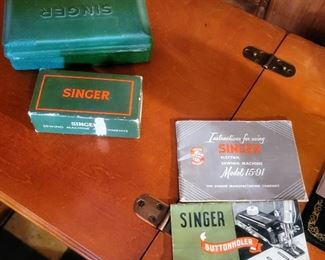 SINGER
SINGER
SINGER
SEWING MACHINE ATTACHMENTS
Instructions for using
SINGER
ELECTRIC
SEWING MACHINE
Model 15-91
THE SINGER MANUFACTURING COMPANY
SINGER
BUTTONHOLER